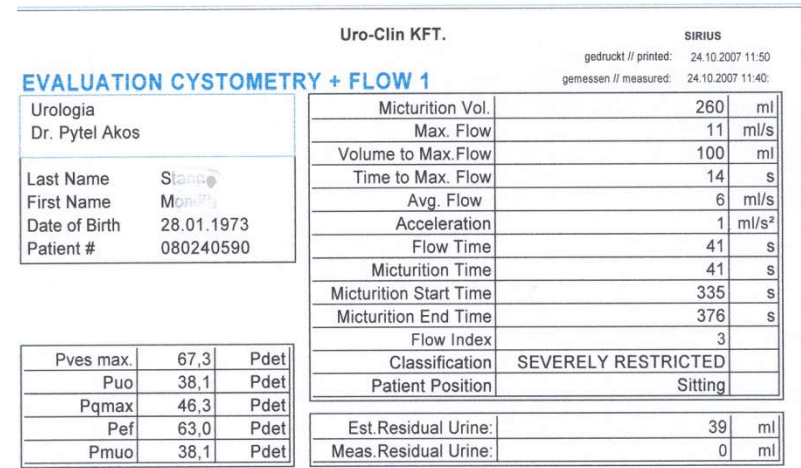 Uro-Clin KFT.
SIRIUS
gedruckt // printed: 24.10.2007 11:50
gemessen // measured: 24.10.2007 11:40:
EVALUATION CYSTOMETRY + FLOW 1
Urologia
Dr. Pytel Akos
Last Name
First Name
Date of Birth 28.01.1973
Patient # 080240590
Micturition Vol. 260 ml
Max. Flow 11 ml/s
Volume to Max.Flow 100 ml
Time to Max. Flow 14 s
Avg. Flow 6 ml/s
Acceleration 1 ml/s²
Flow Time 41 s
Micturition Time 41 s
Micturition Start Time 335 s
Micturition End Time 376 s
Flow Index 3
Classification SEVERELY RESTRICTED
Patient Position Sitting
Pves max. 67,3 Pdet
Puo 38,1 Pdet
Pqmax 46,3 Pdet
Pef 63,0 Pdet
Pmuo 38,1 Pdet
Est.Residual Urine: 39 ml
Meas.Residual Urine: 0 ml